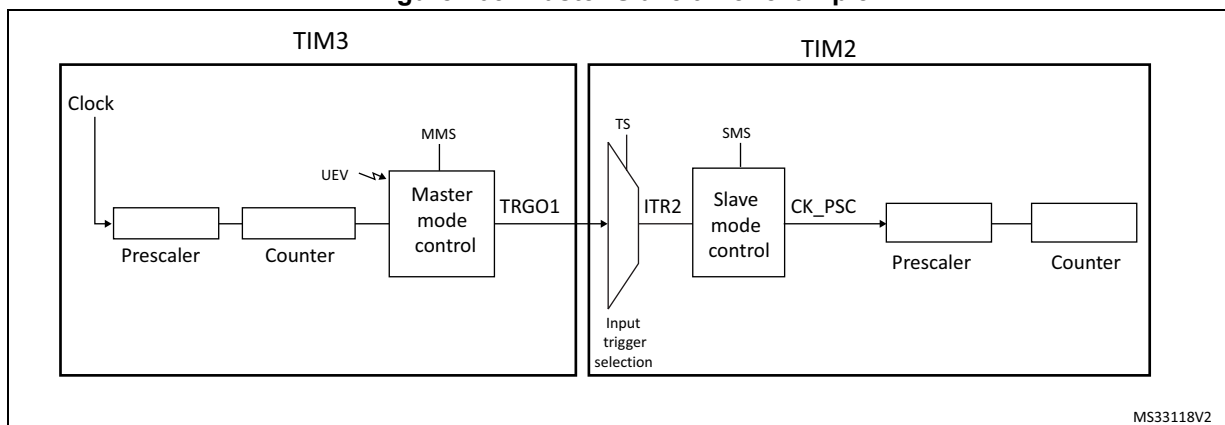 TIM3
TIM2
Clock
MMS
TS
SMS
UEV
Master
mode
control
TRGO1
ITR2
Slave
mode
control
CK_PSC
Prescaler
Counter
Prescaler
Counter
Input
trigger
selection
MS33118V2